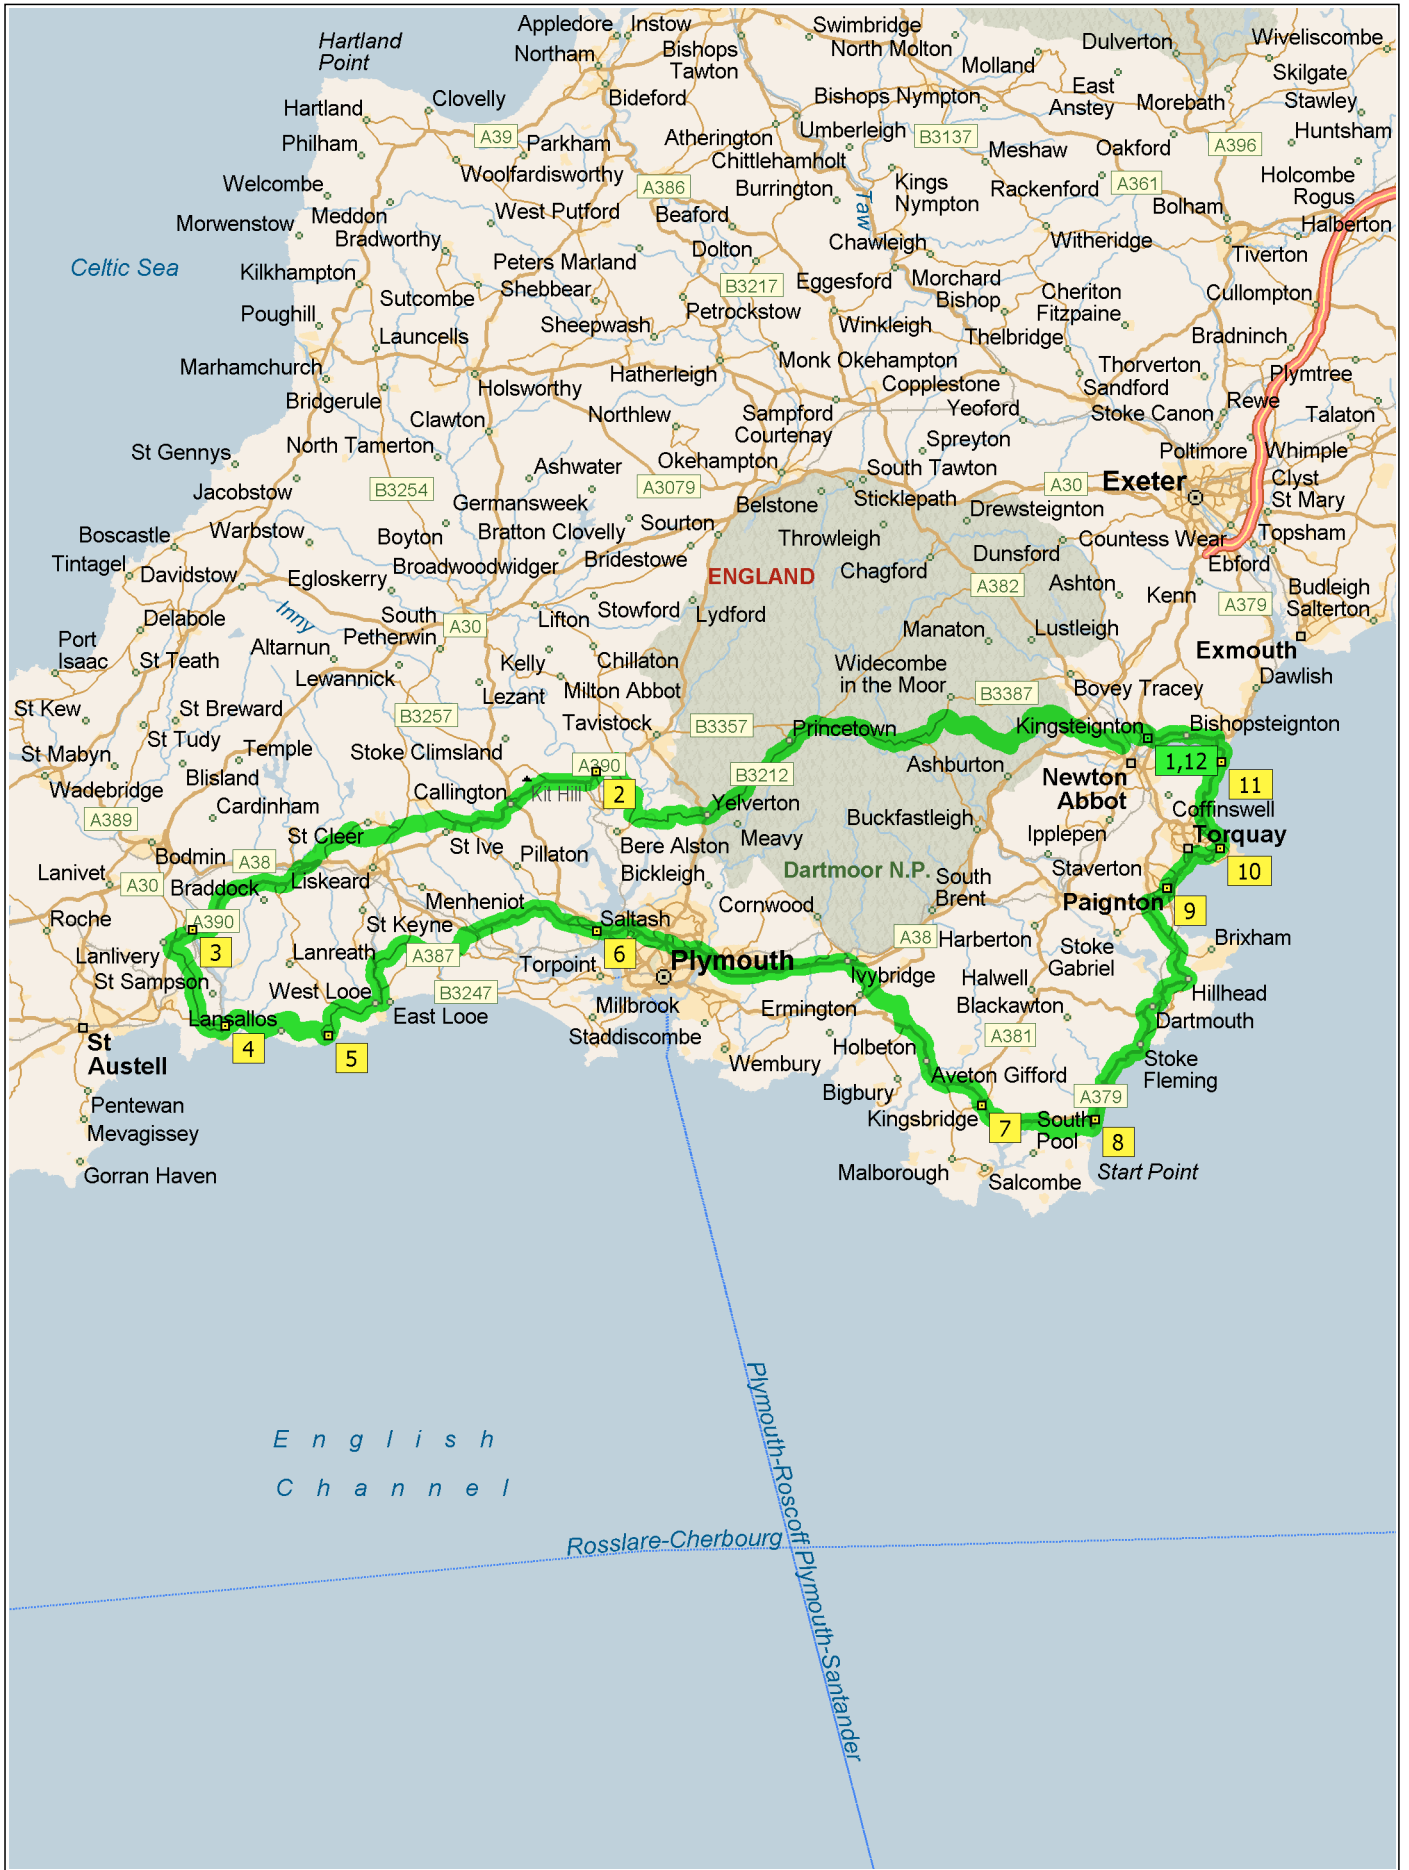 Appledore
Instow
Swimbridge
Hartland
Point
Northam
Bishops
Tawton
North Molton
Dulverton
Wiveliscombe
Molland
Skilgate
Hartland
Clovelly
Bideford
Bishops Nympton
East
Anstey
Morebath
Stawley
Philham
A39
Parkham
Atherington
Umberleigh
B3137
Meshaw
Oakford
A396
Huntsham
Woolfardisworthy
Chittlehamholt
Welcombe
A386
Burrington
Kings
Nympton
Rackenford
A361
Holcombe
Rogus
Morwenstow
Meddon
West Putford
Beaford
Taw
Bolham
Halberton
Bradworthy
Dolton
Chawleigh
Witheridge
Tiverton
Celtic Sea
Kilkhampton
Peters Marland
B3217
Eggesford
Morchard
Bishop
Cheriton
Fitzpaine
Cullompton
Sutcombe
Shebbear
Poughill
Petrockstow
Launcells
Sheepwash
Winkleigh
Thelbridge
Bradninch
Marhamchurch
Holsworthy
Hatherleigh
Monk Okehampton
Thorverton
Plymtree
Copplestone
Sandford
Bridgerule
Clawton
Northlew
Sampford
Courtenay
Yeoford
Stoke Canon
Rewe
Talaton
St Gennys
North Tamerton
Spreyton
Poltimore
Whimple
Ashwater
Okehampton
South Tawton
Jacobstow
B3254
Germansweek
A3079
Belstone
Sticklepath
A30
Exeter
Clyst
St Mary
Boscastle
Warbstow
Boyton
Bratton Clovelly
Sourton
Drewsteignton
Throwleigh
Countess Wear
Topsham
Tintagel
Davidstow
Egloskerry
Broadwoodwidger
Bridestowe
Chagford
Dunsford
Ebford
ENGLAND
A382
Ashton
Kenn
A379
Budleigh
Salterton
Inny
Delabole
South
Petherwin
A30
Lifton
Stowford
Lydford
Port
Isaac
St Teath
Altarnun
Manaton
Lustleigh
Exmouth
Lewannick
Kelly
Chillaton
Widecombe
in the Moor
Dawlish
Lezant
Milton Abbot
B3387
Bovey Tracey
St Kew
St Breward
B3257
Tavistock
B3357
Princetown
Kingsteignton
Bishopsteignton
St Mabyn
St Tudy
Temple
Stoke Climsland
Blisland
A390
B3212
Ashburton
1,12
Wadebridge
Cardinham
Callington
Kit Hill
2
Yelverton
Newton
Abbot
11
A389
Coffinswell
St Cleer
Meavy
Buckfastleigh
Ipplepen
Torquay
Bodmin
A38
St Ive
Pillaton
Bere Alston
Lanivet
A30
Braddock
Liskeard
Bickleigh
Dartmoor N.P.
South
Brent
Staverton
10
Roche
A390
Menheniot
Cornwood
Paignton
9
St Keyne
Saltash
Lanlivery
3
Lanreath
A387
6
Plymouth
A38
Harberton
Stoke
Gabriel
Brixham
St Sampson
West Looe
Torpoint
Ivybridge
Halwell
Hillhead
B3247
Millbrook
Ermington
Blackawton
Lansallos
East Looe
Staddiscombe
A381
Dartmouth
4
5
Holbeton
St
Austell
Wembury
Stoke
Fleming
Bigbury
Aveton Gifford
Pentewan
A379
Mevagissey
Kingsbridge
7
South
Pool
8
Gorran Haven
Malborough
Salcombe
Start Point
English
Channel
Plymouth-Roscoff
Rosslare-Cherbourg
Plymouth-Santander